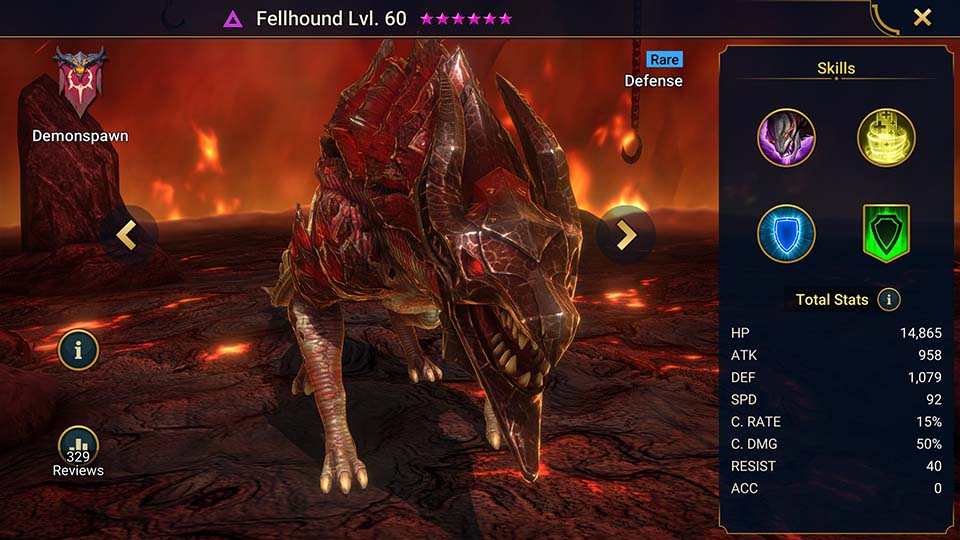 Fellhound Lvl. 60
Demonspawn
Rare
Defense
329
Reviews
Skills
Total Stats i
HP 14,865
ATK 958
DEF 1,079
SPD 92
C. RATE 15%
C. DMG 50%
RESIST 40
ACC 0